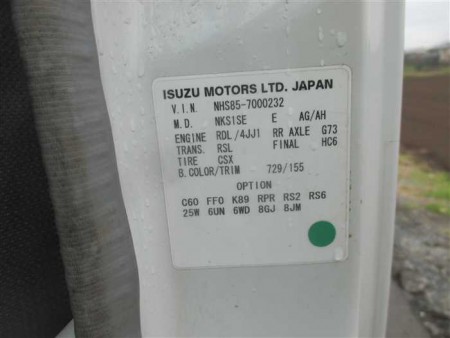 ISUZU MOTORS LTD. JAPAN
V.I.N. NHS85-7000232
M.D. NKS1SE E AG/AH
ENGINE RDL/4JJ1 RR AXLE G73
TRANS. RSL FINAL HC6
TIRE CSX
B.COLOR/TRIM 729/155
OPTION
C60 FF0 K89 RPR RS2 RS6
25W 6UN 6WD 8GJ 8JM